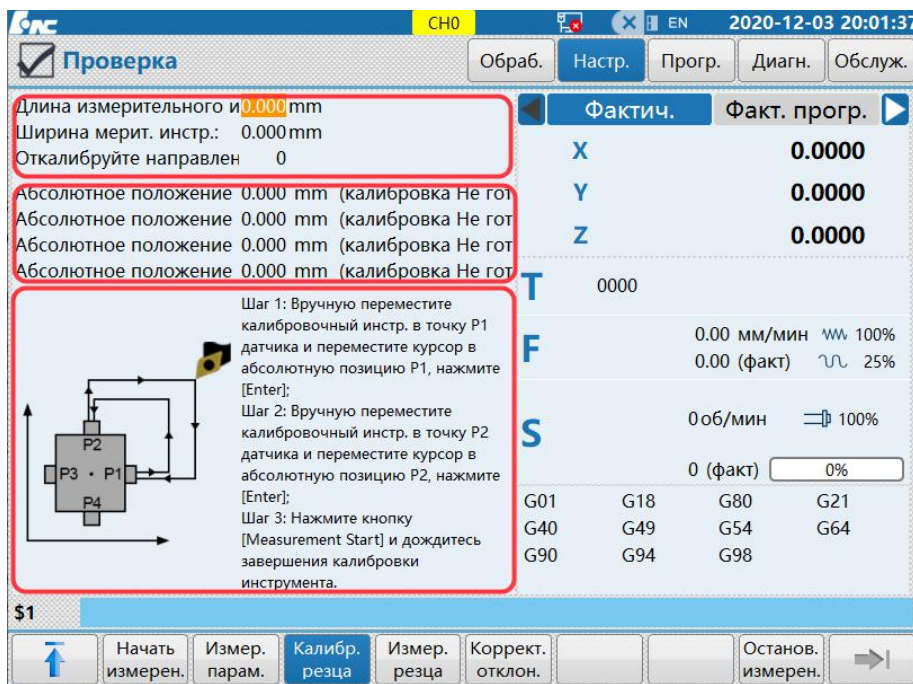 CH0 EN 2020-12-03 20:01:37
Проверка
Обраб. Настр. Прогр. Диагн. Обслуж.
Длина измерительного и 0.000 mm
Ширина мерит. инстр.: 0.000 mm
Откалибруйте направлен 0
Абсолютное положение 0.000 mm (калибровка Не гот
Абсолютное положение 0.000 mm (калибровка Не гот
Абсолютное положение 0.000 mm (калибровка Не гот
Абсолютное положение 0.000 mm (калибровка Не гот
Шаг 1: Вручную переместите
калибровочный инстр. в точку P1
датчика и переместите курсор в
абсолютную позицию P1, нажмите
[Enter];
Шаг 2: Вручную переместите
калибровочный инстр. в точку P2
датчика и переместите курсор в
абсолютную позицию P2, нажмите
[Enter];
Шаг 3: Нажмите кнопку
[Measurement Start] и дождитесь
завершения калибровки
инструмента.
P2
P3 · P1
P4
Фактич. Факт. прогр.
X 0.0000
Y 0.0000
Z 0.0000
T 0000
F 0.00 мм/мин 100%
0.00 (факт) 25%
S 0 об/мин 100%
0 (факт) 0%
G01 G18 G80 G21
G40 G49 G54 G64
G90 G94 G98
$1
Начать
измерен.
Измер.
парам.
Калибр.
резца
Измер.
резца
Коррект.
отклон.
Останов.
измерен.